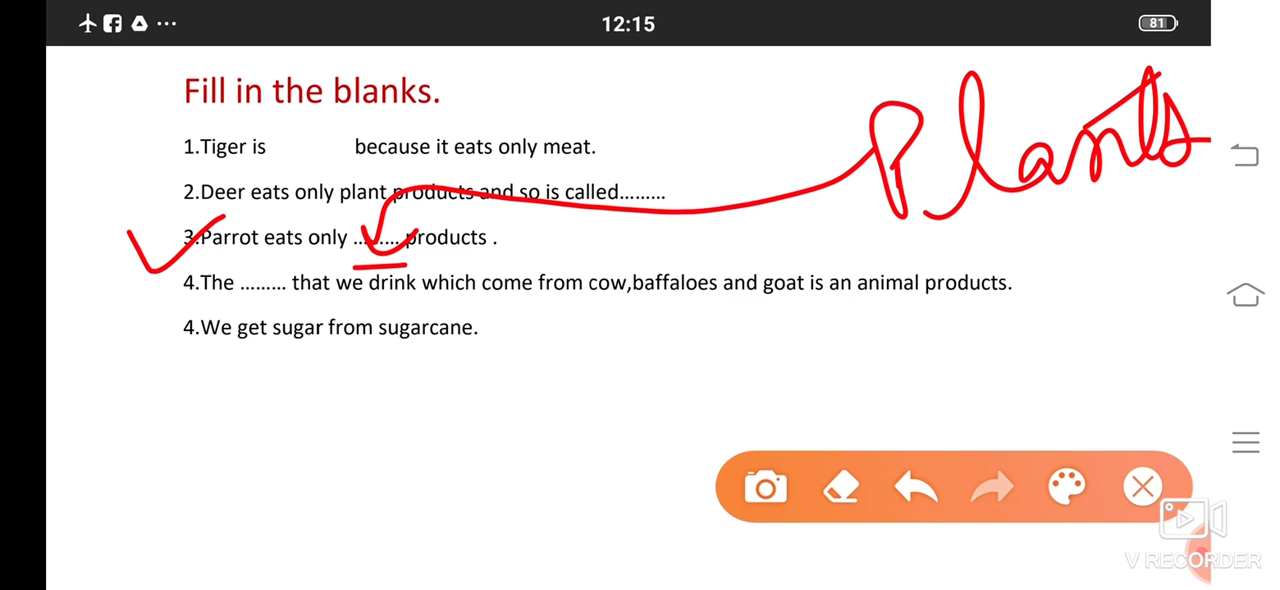 12:15
81
Fill in the blanks.
Plants
1.Tiger is because it eats only meat.
2.Deer eats only plant products and so is called.........
3.Parrot eats only ......... products .
4.The ......... that we drink which come from cow,baffaloes and goat is an animal products.
4.We get sugar from sugarcane.
V RECORDER